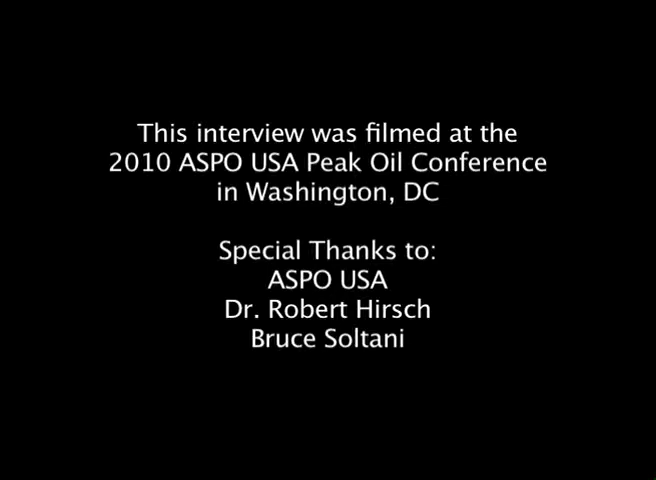 This interview was filmed at the
2010 ASPO USA Peak Oil Conference
in Washington, DC
Special Thanks to:
ASPO USA
Dr. Robert Hirsch
Bruce Soltani